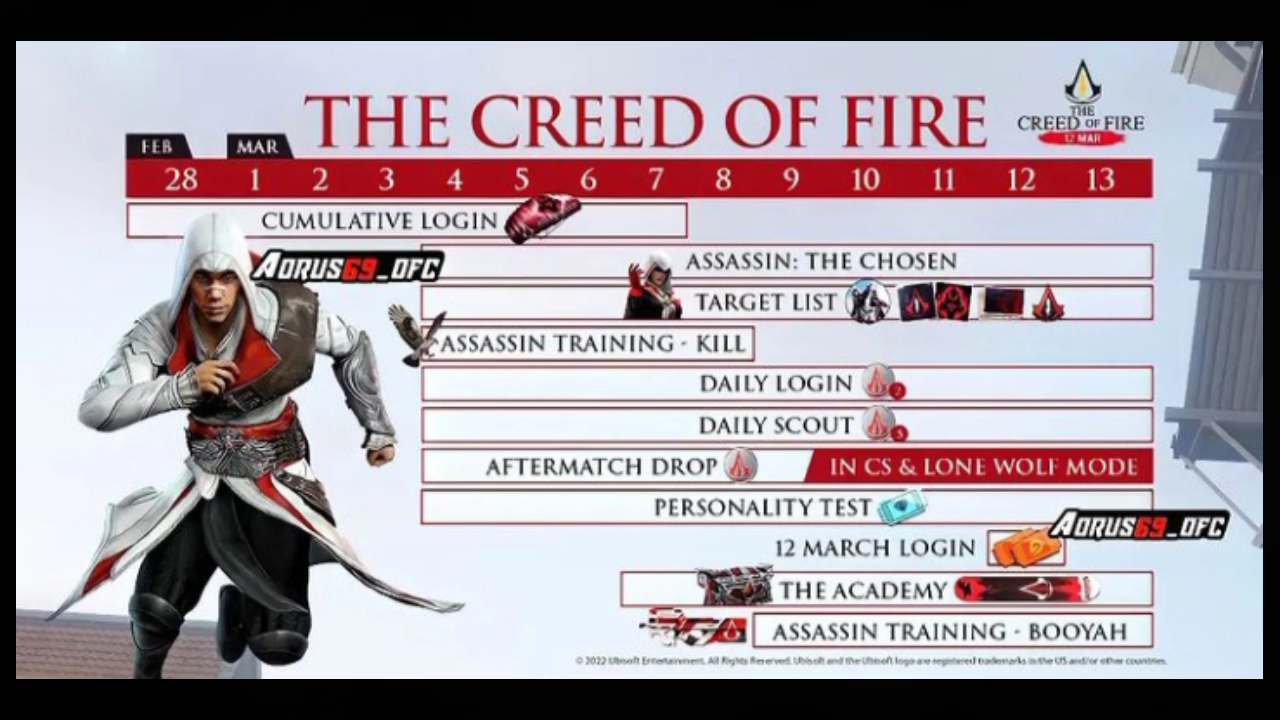 THE CREED OF FIRE
THE
CREED OF FIRE
12 MAR
FEB MAR
28 1 2 3 4 5 6 7 8 9 10 11 12 13
CUMULATIVE LOGIN
AORUS69_OFC
ASSASSIN: THE CHOSEN
TARGET LIST
ASSASSIN TRAINING - KILL
DAILY LOGIN
DAILY SCOUT
AFTERMATCH DROP IN CS & LONE WOLF MODE
PERSONALITY TEST
AORUS69_OFC
12 MARCH LOGIN
THE ACADEMY
ASSASSIN TRAINING - BOOYAH
© 2022 Ubisoft Entertainment. All Rights Reserved. Ubisoft and the Ubisoft logo are registered trademarks in the US and/or other countries.